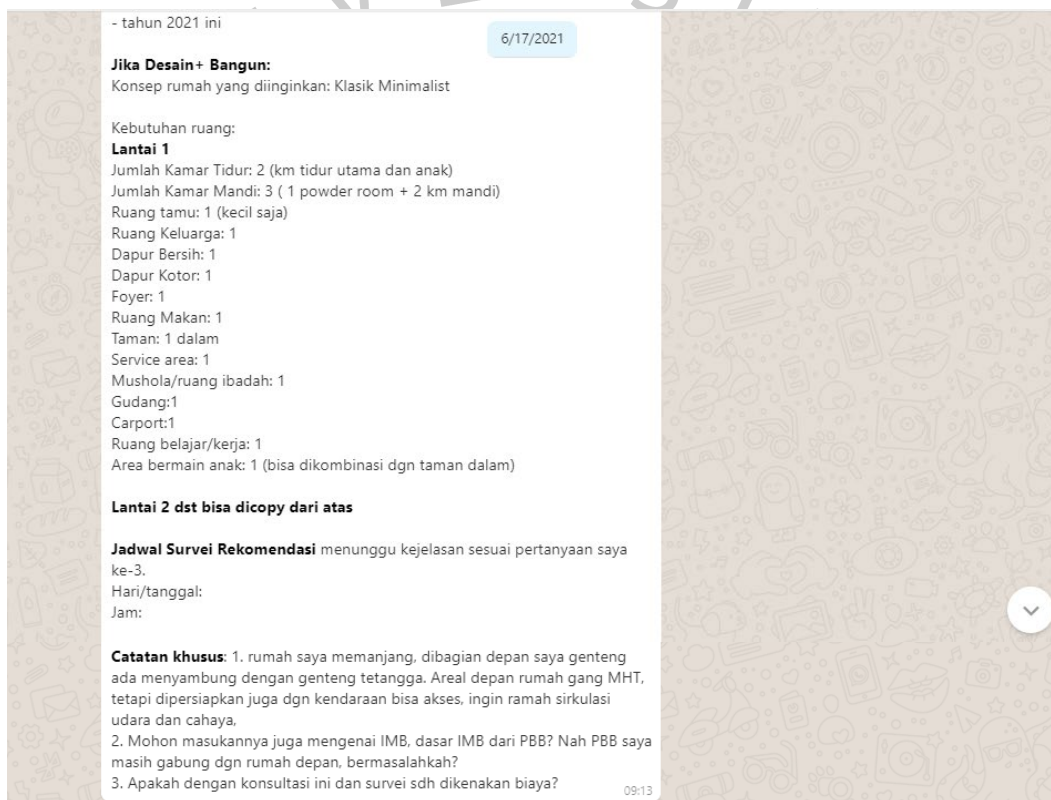 - tahun 2021 ini
6/17/2021
Jika Desain+ Bangun:
Konsep rumah yang diinginkan: Klasik Minimalist
Kebutuhan ruang:
Lantai 1
Jumlah Kamar Tidur: 2 (km tidur utama dan anak)
Jumlah Kamar Mandi: 3 ( 1 powder room + 2 km mandi)
Ruang tamu: 1 (kecil saja)
Ruang Keluarga: 1
Dapur Bersih: 1
Dapur Kotor: 1
Foyer: 1
Ruang Makan: 1
Taman: 1 dalam
Service area: 1
Mushola/ruang ibadah: 1
Gudang:1
Carport:1
Ruang belajar/kerja: 1
Area bermain anak: 1 (bisa dikombinasi dgn taman dalam)
Lantai 2 dst bisa dicopy dari atas
Jadwal Survei Rekomendasi menunggu kejelasan sesuai pertanyaan saya
ke-3.
Hari/tanggal:
Jam:
Catatan khusus: 1. rumah saya memanjang, dibagian depan saya genteng
ada menyambung dengan genteng tetangga. Areal depan rumah gang MHT,
tetapi dipersiapkan juga dgn kendaraan bisa akses, ingin ramah sirkulasi
udara dan cahaya,
2. Mohon masukannya juga mengenai IMB, dasar IMB dari PBB? Nah PBB saya
masih gabung dgn rumah depan, bermasalahkah?
3. Apakah dengan konsultasi ini dan survei sdh dikenakan biaya?
09:13